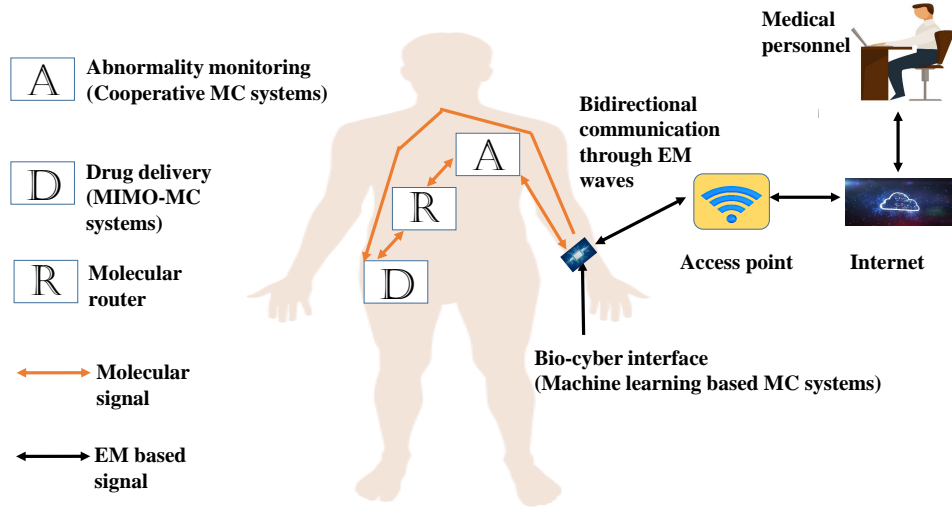 A
Abnormality monitoring
(Cooperative MC systems)
D
Drug delivery
(MIMO-MC
systems)
R
Molecular
router
Molecular
signal
EM based
signal
A
R
D
Bidirectional
communication
through EM
waves
Medical
personnel
Access point
Internet
Bio-cyber interface
(Machine learning based MC systems)